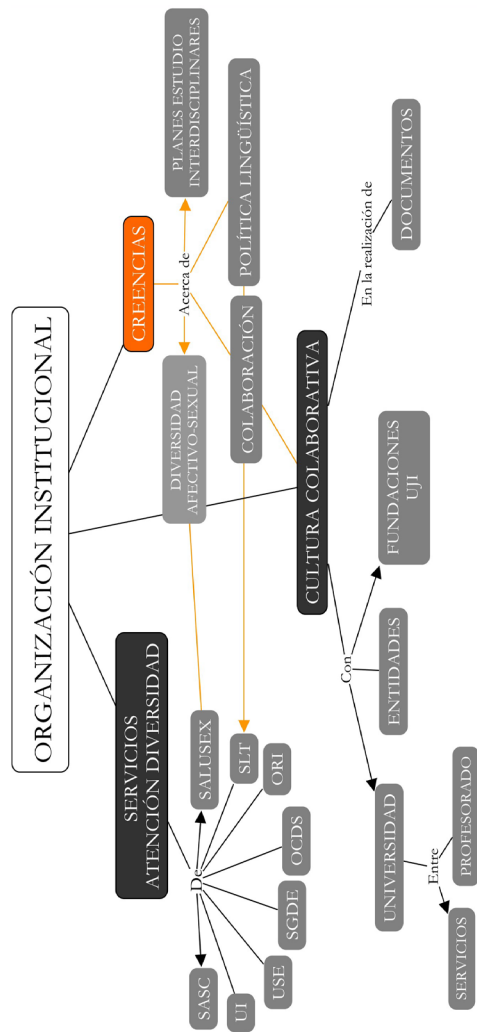 ORGANIZACIÓN INSTITUCIONAL
SERVICIOS
ATENCIÓN DIVERSIDAD
CREENCIAS
De
SASC
UI
USE
SGDE
OCDS
ORI
SLT
SALUSEX
Acerca de
DIVERSIDAD
AFECTIVO-SEXUAL
PLANES ESTUDIO
INTERDISCIPLINARES
COLABORACIÓN
POLÍTICA LINGÜÍSTICA
CULTURA COLABORATIVA
Con
UNIVERSIDAD
ENTIDADES
FUNDACIONES
UJI
En la realización de
DOCUMENTOS
Entre
SERVICIOS
PROFESORADO